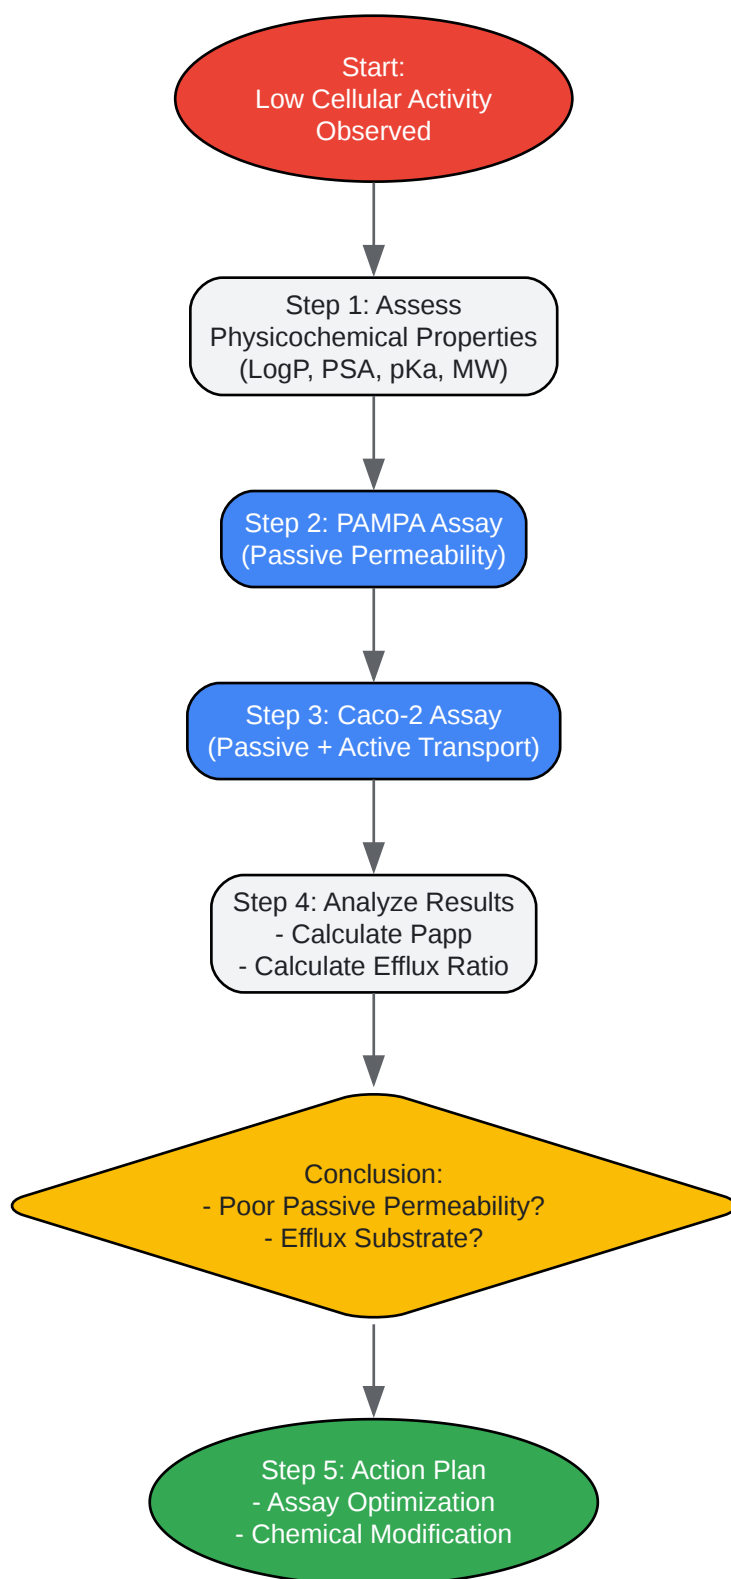 Start:
Low Cellular Activity
Observed
Step 1: Assess
Physicochemical Properties
(LogP, PSA, pKa, MW)
Step 2: PAMPA Assay
(Passive Permeability)
Step 3: Caco-2 Assay
(Passive + Active Transport)
Step 4: Analyze Results
- Calculate Papp
- Calculate Efflux Ratio
Conclusion:
- Poor Passive Permeability?
- Efflux Substrate?
Step 5: Action Plan
- Assay Optimization
- Chemical Modification